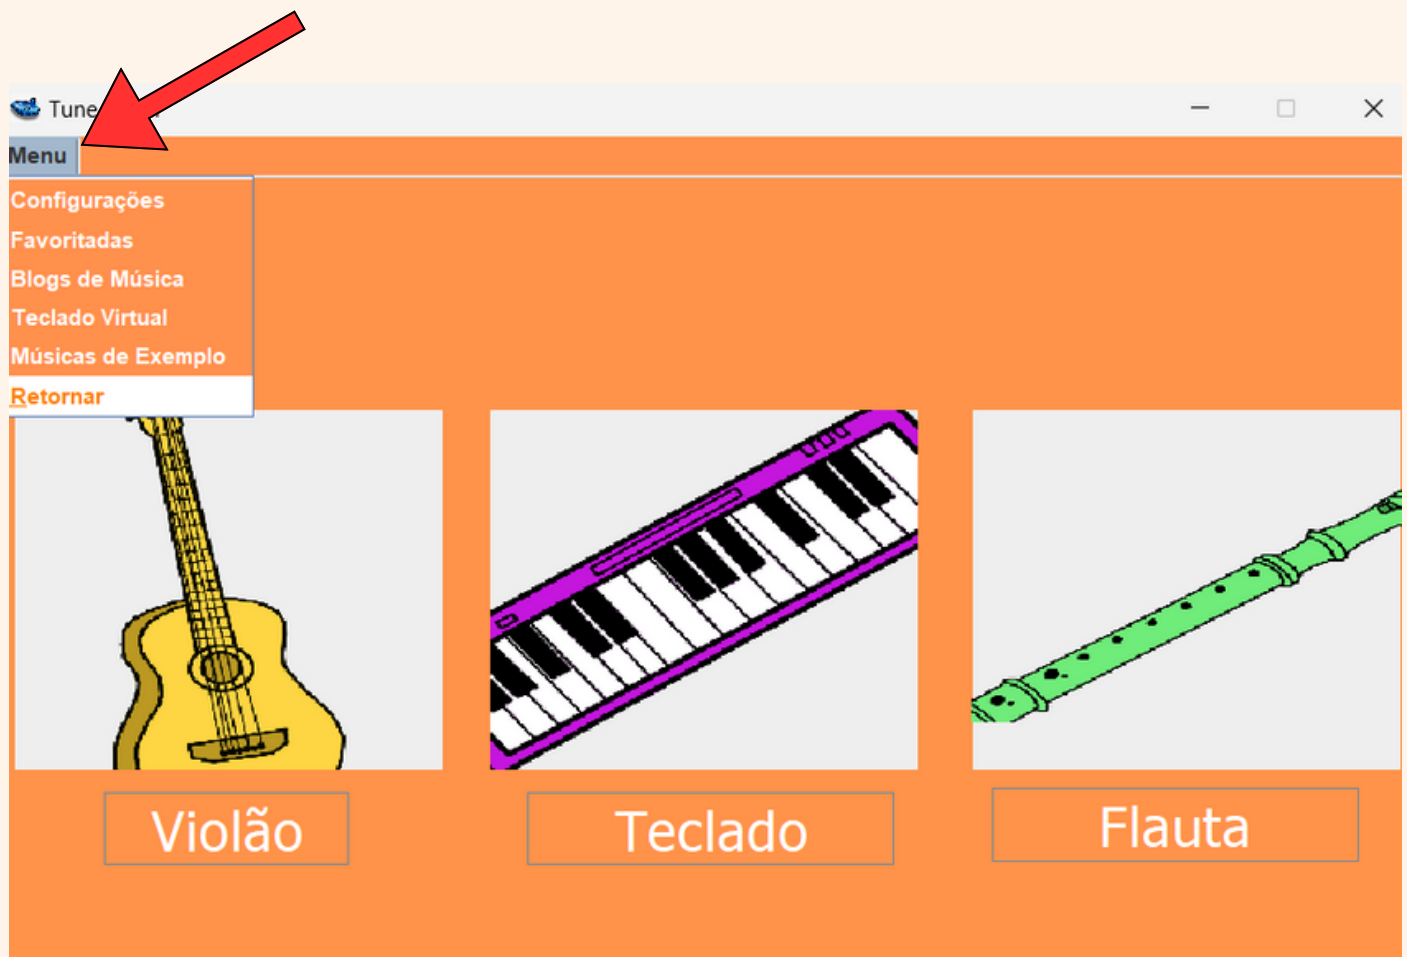 Tune
Menu
Configurações
Favoritadas
Blogs de Música
Teclado Virtual
Músicas de Exemplo
Retornar
Violão
Teclado
Flauta